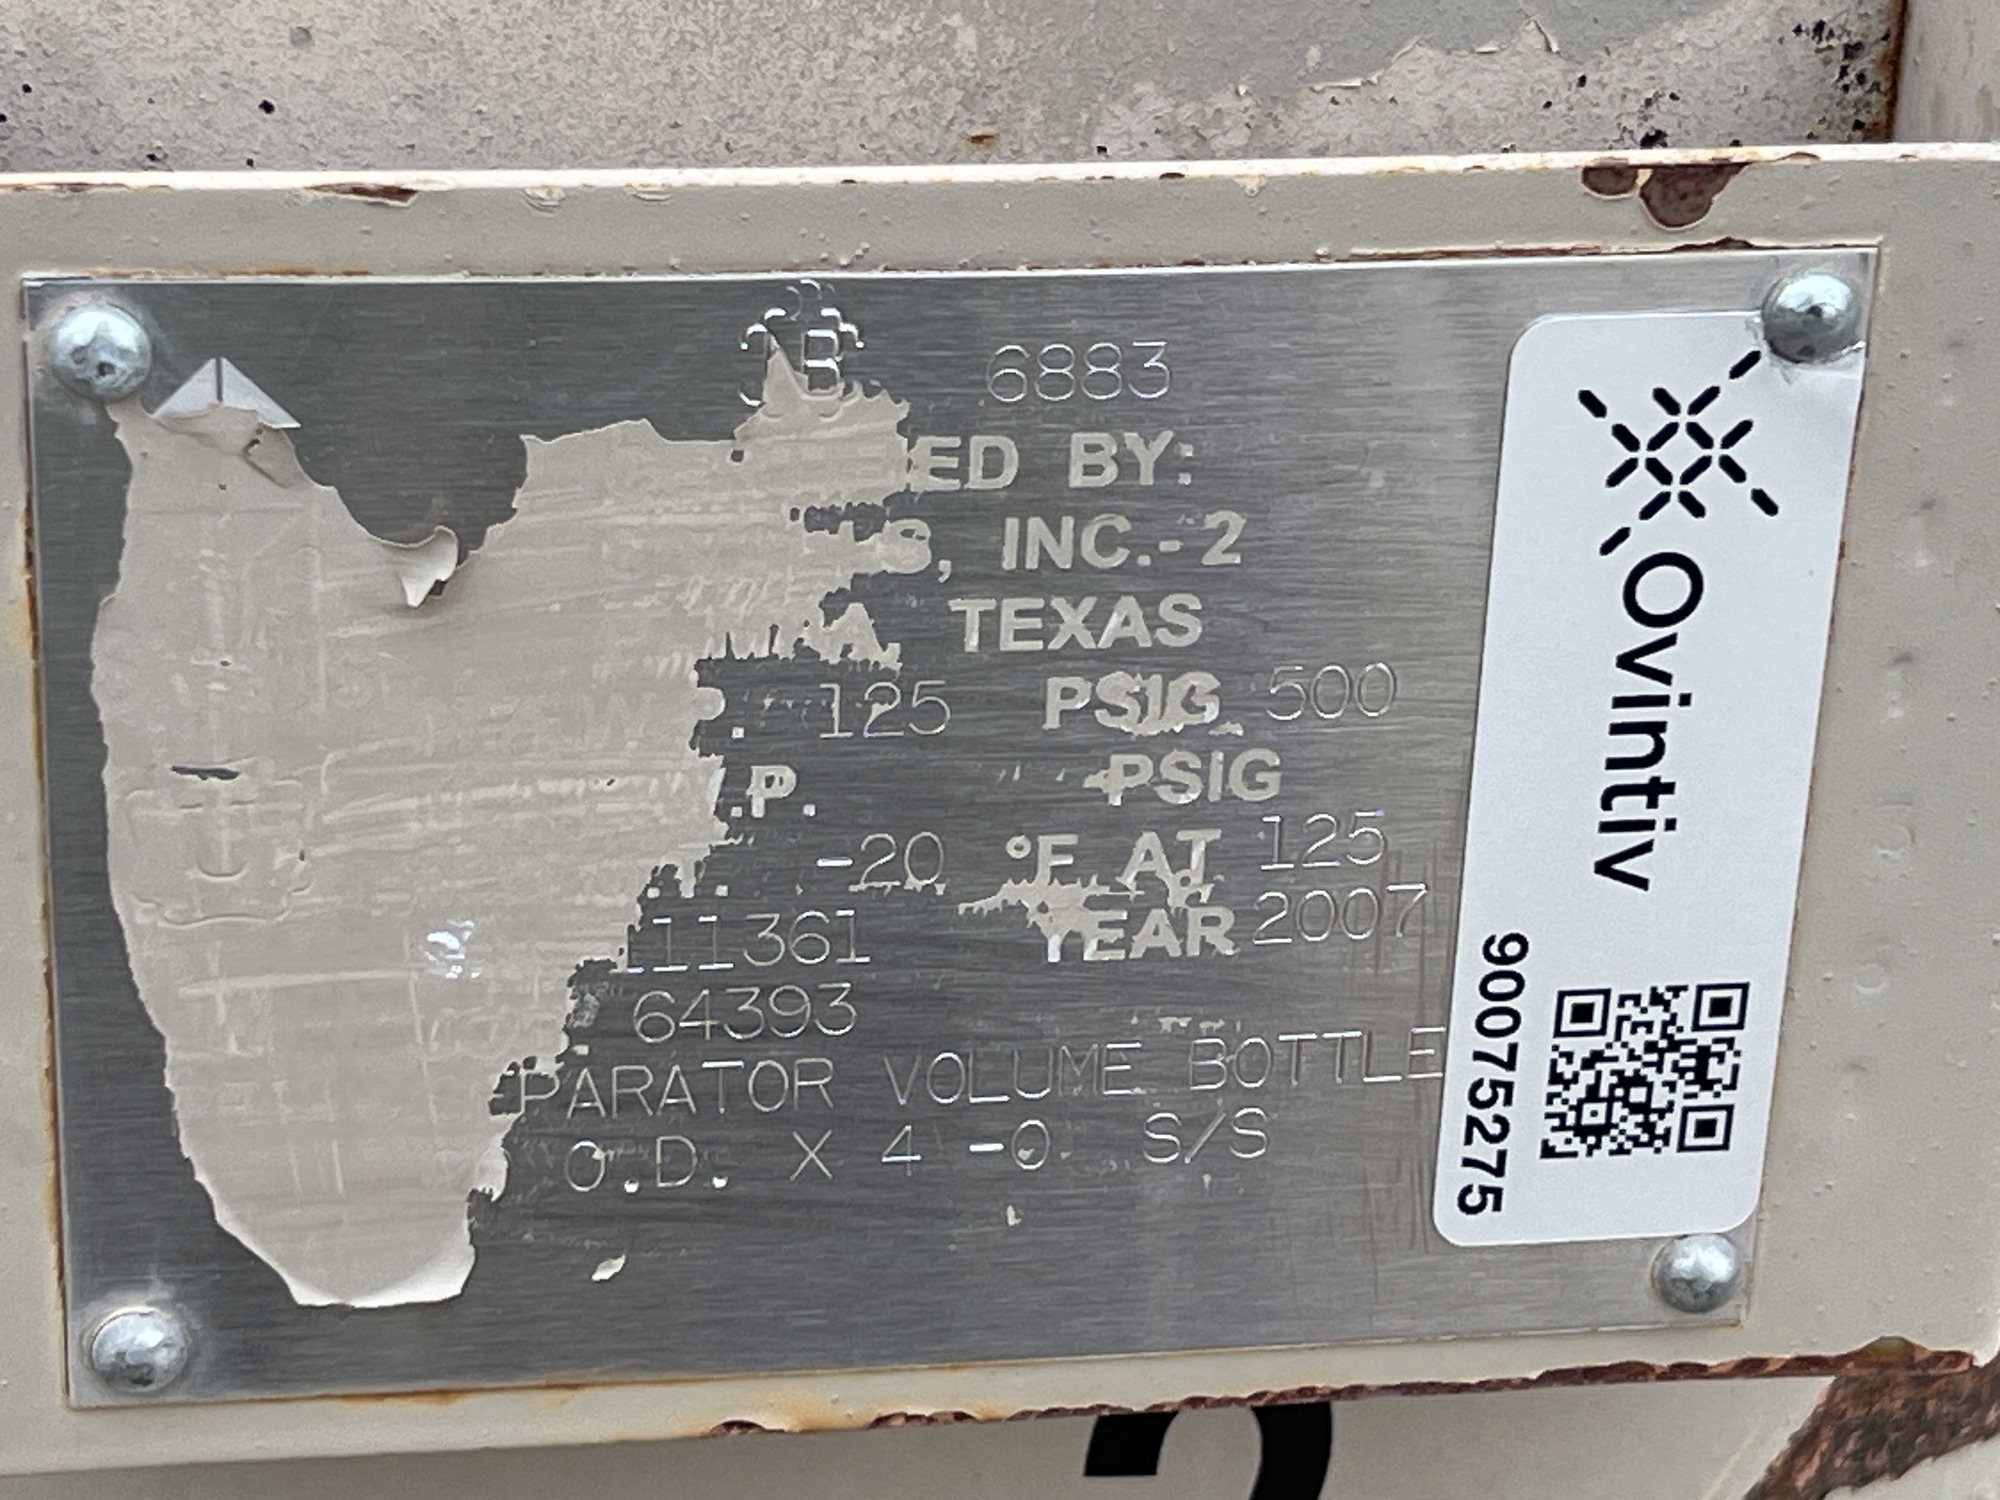 6883
ED BY:
S, INC.-2
A, TEXAS
P. 125 PSIG 500
.P. PSIG
-20 °F AT 125
11361 YEAR 2007
64393
PARATOR VOLUME BOTTLE
O.D. X 4 -0 S/S
Ovintiv
90075275
2